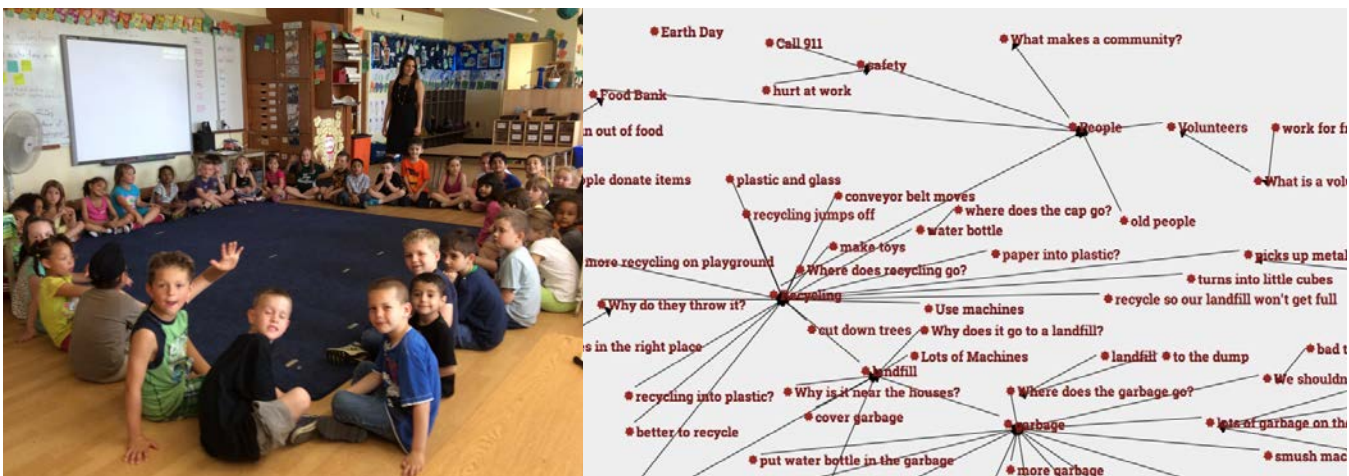 Earth Day
Call 911
What makes a community?
safety
Food Bank
hurt at work
n out of food
People
Volunteers
work for fr
ple donate items
plastic and glass
What is a volu
conveyor belt moves
recycling jumps off
where does the cap go?
old people
water bottle
make toys
paper into plastic?
picks up metal
more recycling on playground
Where does recycling go?
turns into little cubes
Recycling
recycle so our landfill won't get full
Why do they throw it?
Use machines
cut down trees
Why does it go to a landfill?
s in the right place
Lots of Machines
landfill
to the dump
bad t
landfill
We shouldn
recycling into plastic?
Why is it near the houses?
Where does the garbage go?
cover garbage
garbage
lots of garbage on the
better to recycle
put water bottle in the garbage
smush mac
more garbage